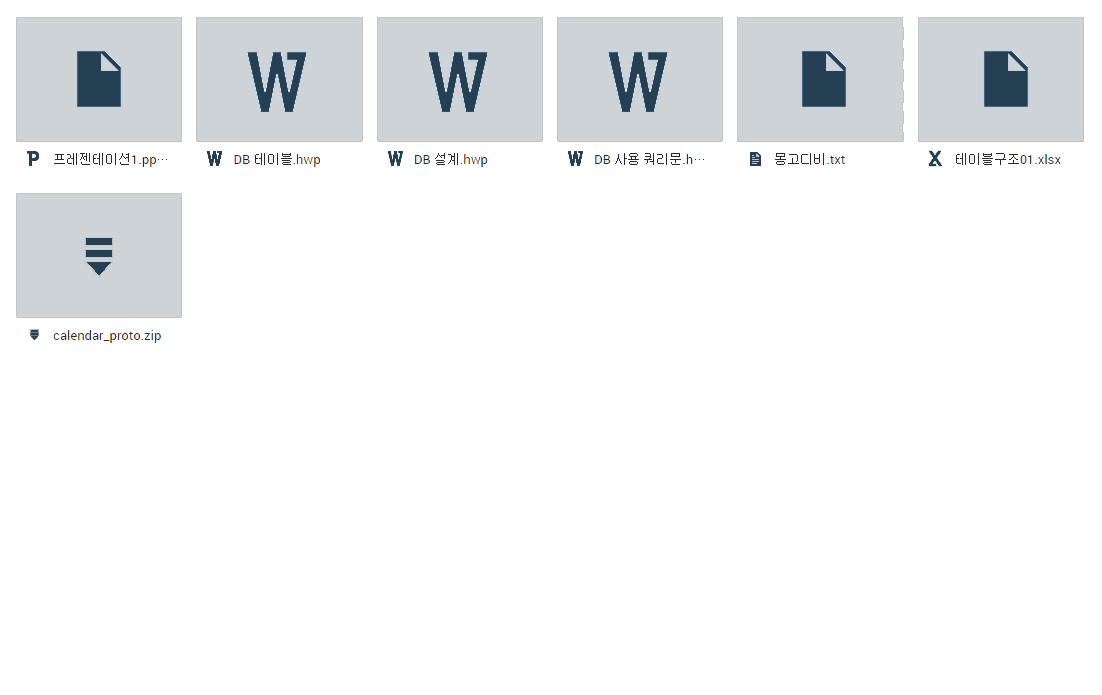 프레젠테이션1.pp...
DB 테이블.hwp
DB 설계.hwp
DB 사용 쿼리문.h...
몽고디비.txt
테이블구조01.xlsx
calendar_proto.zip